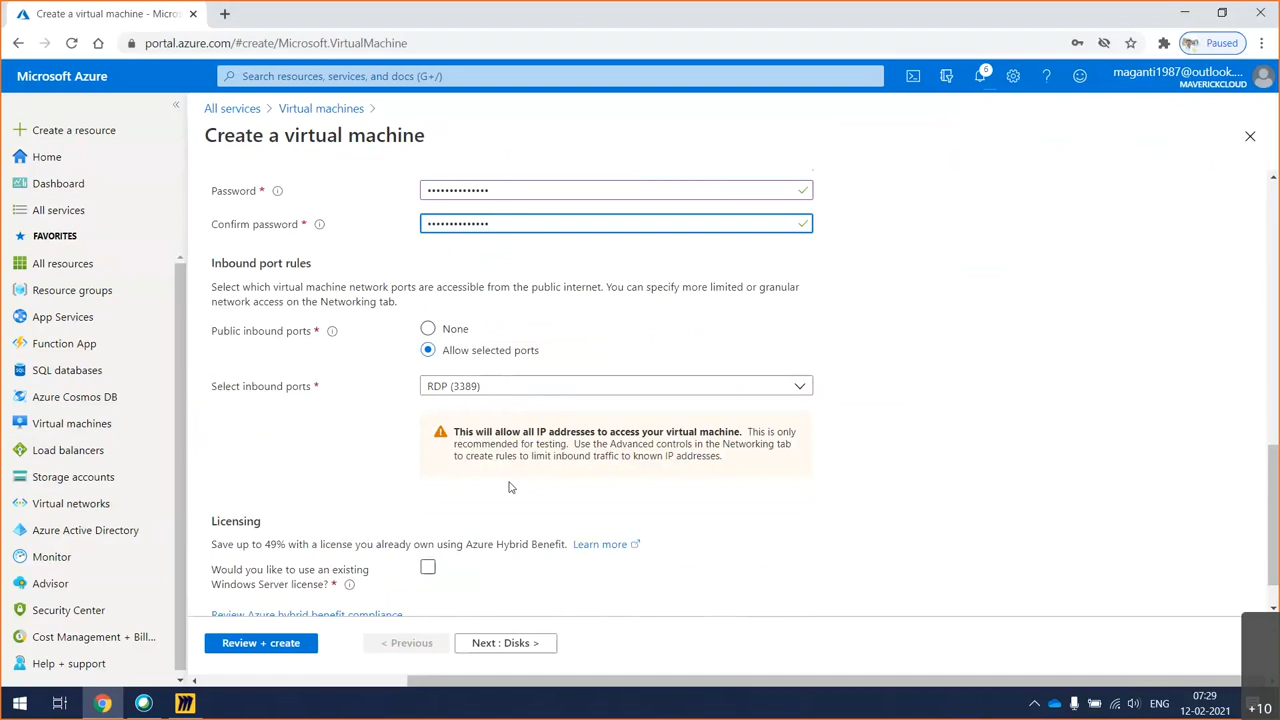 Create a virtual machine - Micros
portal.azure.com/#create/Microsoft.VirtualMachine
Paused
Microsoft Azure
Search resources, services, and docs (G+/)
6
maganti1987@outlook....
MAVERICKCLOUD
All services > Virtual machines >
Create a virtual machine
Create a resource
Home
Dashboard
All services
FAVORITES
All resources
Resource groups
App Services
Function App
SQL databases
Azure Cosmos DB
Virtual machines
Load balancers
Storage accounts
Virtual networks
Azure Active Directory
Monitor
Advisor
Security Center
Cost Management + Bill...
Help + support
Password *
••••••••••••••
Confirm password *
••••••••••••••
Inbound port rules
Select which virtual machine network ports are accessible from the public internet. You can specify more limited or granular
network access on the Networking tab.
Public inbound ports *
None
Allow selected ports
Select inbound ports *
RDP (3389)
This will allow all IP addresses to access your virtual machine. This is only
recommended for testing. Use the Advanced controls in the Networking tab
to create rules to limit inbound traffic to known IP addresses.
Licensing
Save up to 49% with a license you already own using Azure Hybrid Benefit. Learn more
Would you like to use an existing
Windows Server license? *
Review Azure hybrid benefit compliance
Review + create
< Previous
Next : Disks >
ENG
07:29
12-02-2021
+10